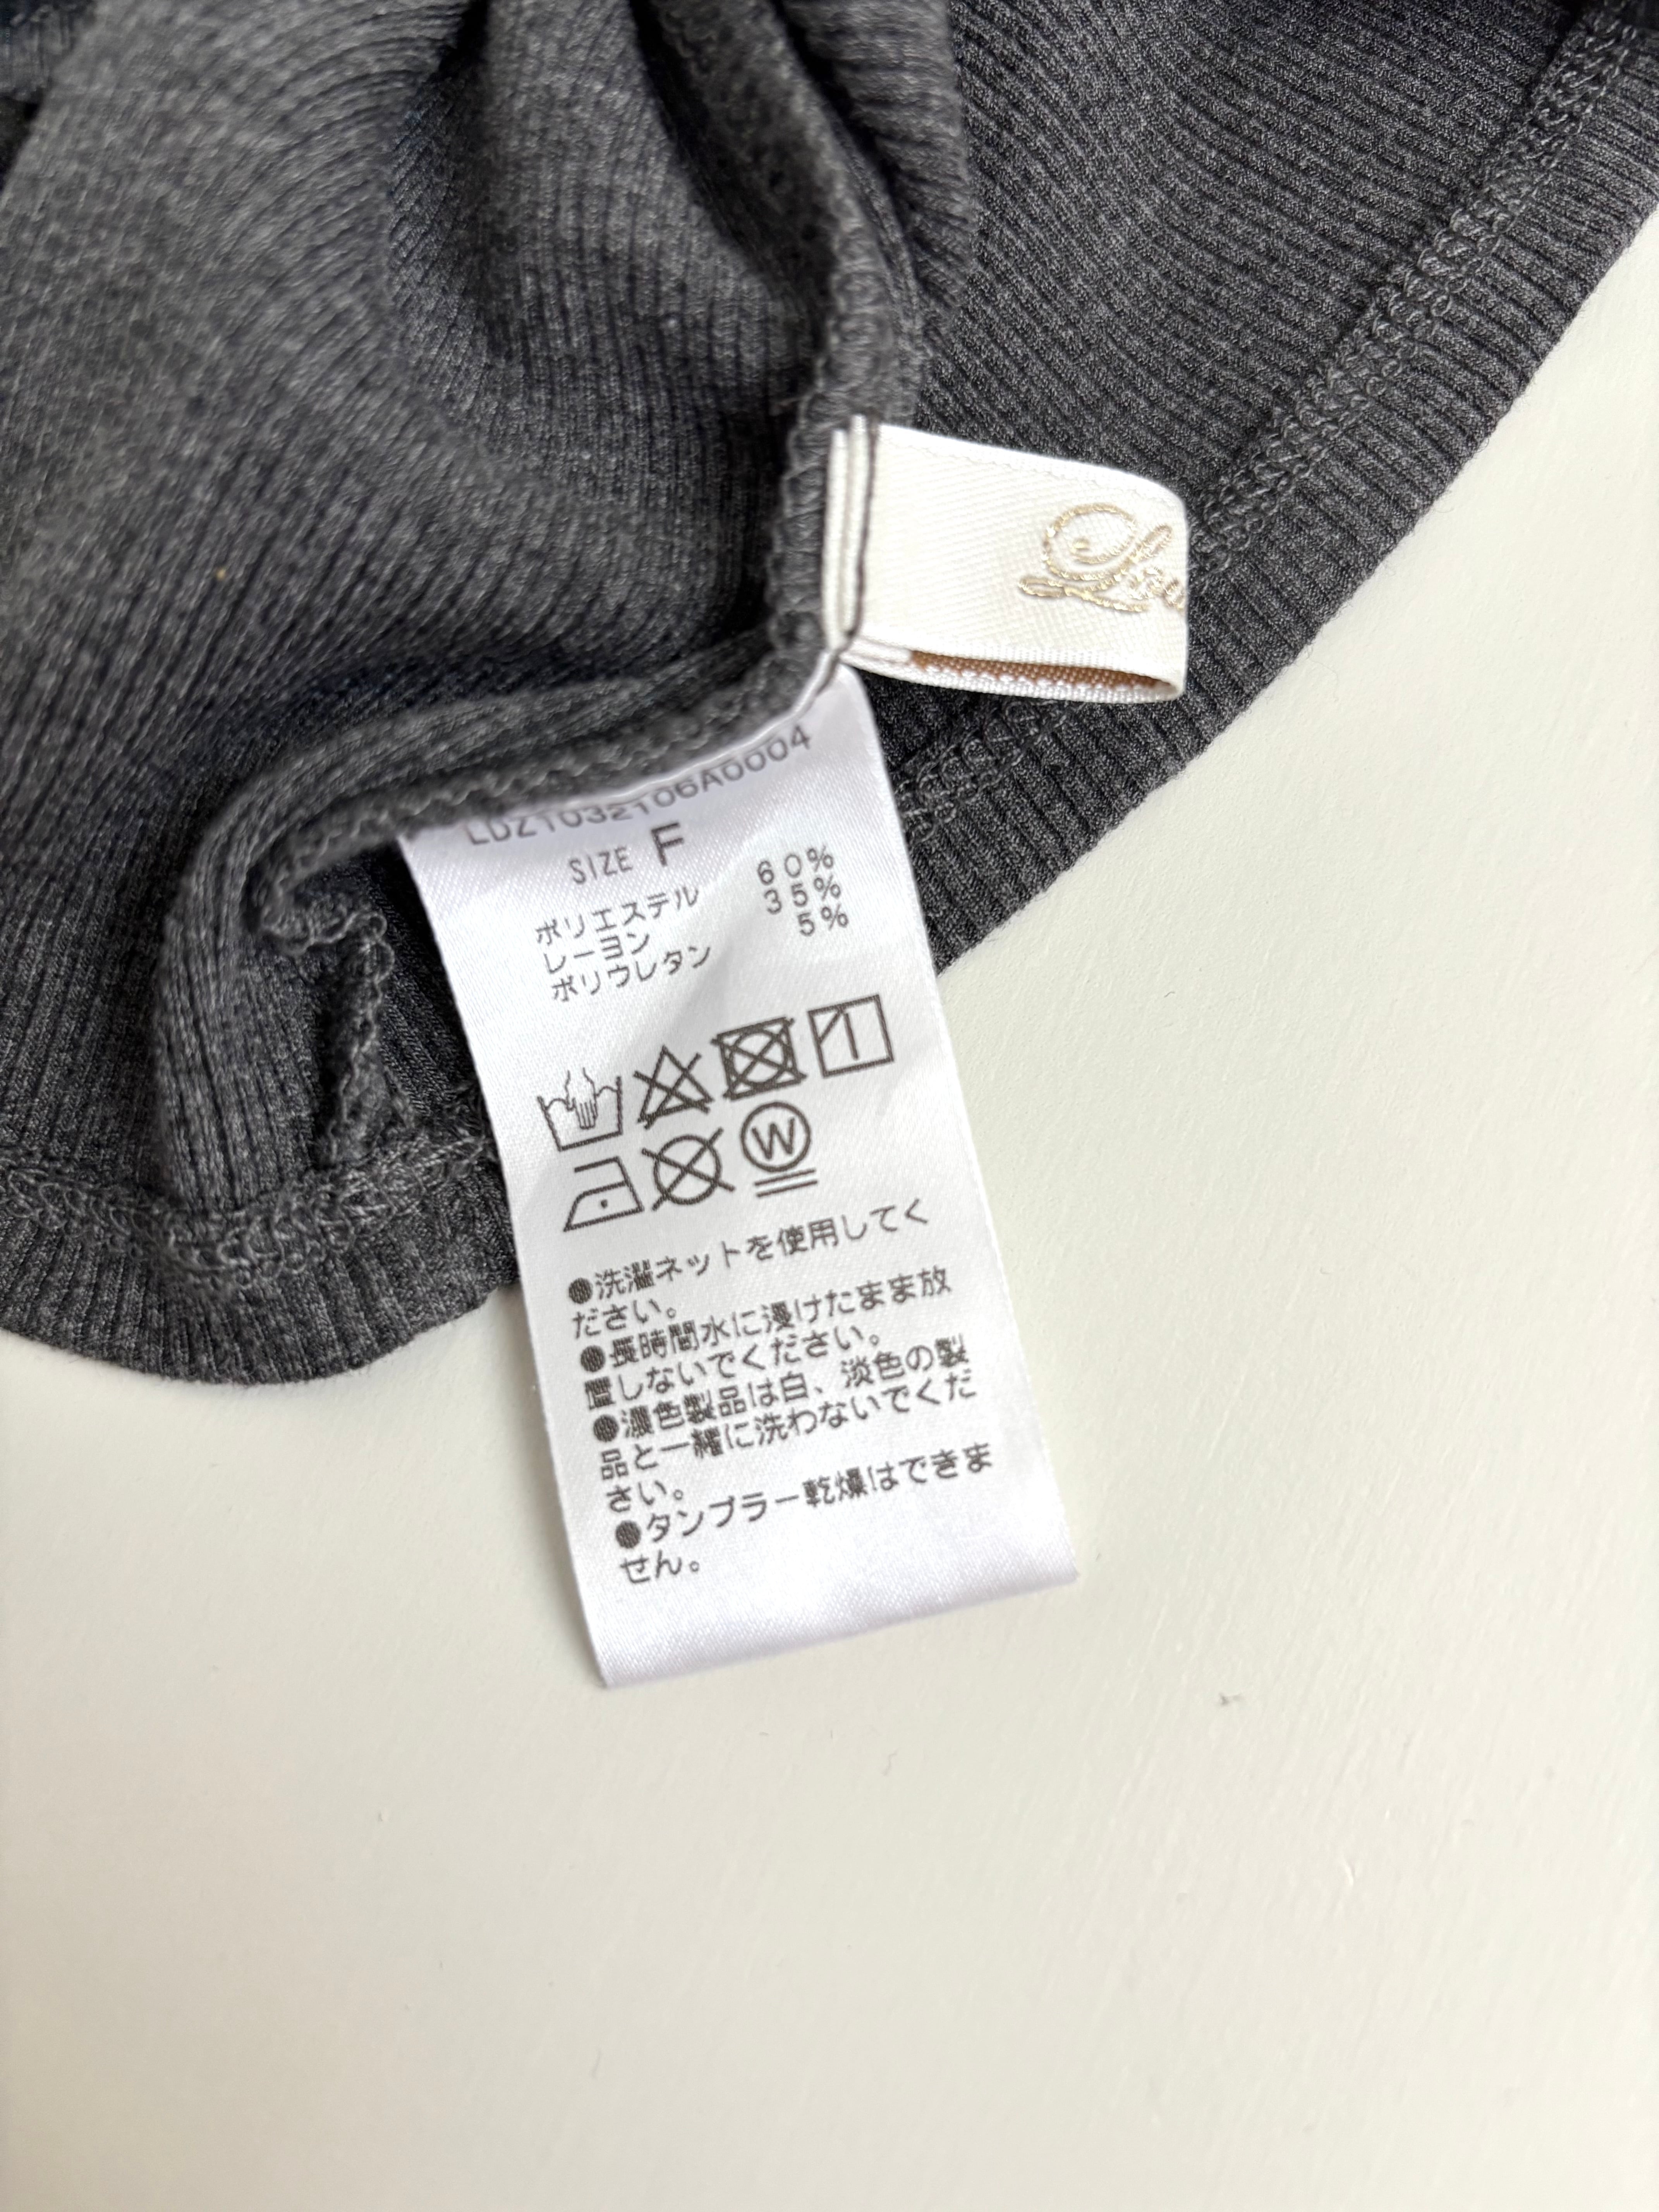 LDZ1032106A0004
SIZE F
ポリエステル 60%
レーヨン 35%
ポリウレタン 5%
W
●洗濯ネットを使用してく
ださい。
●長時間水に浸けたまま放
置しないでください。
●濃色製品は白、淡色の製
品と一緒に洗わないでくだ
さい。
●タンブラー乾燥はできま
せん。